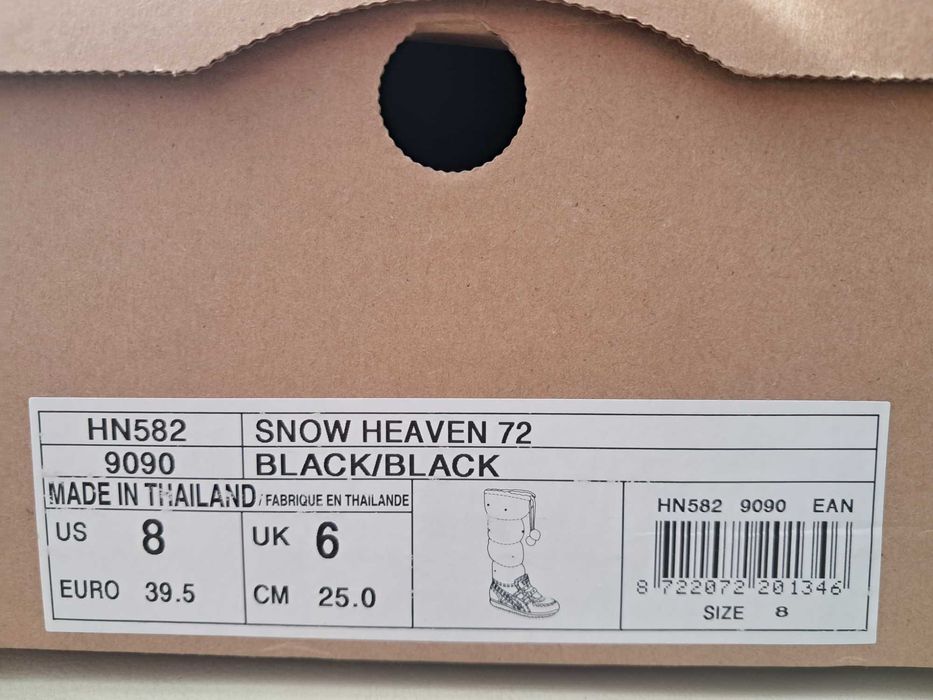 HN582
SNOW HEAVEN 72
9090
BLACK/BLACK
MADE IN THAILAND / FABRIQUE EN THAILANDE
US 8
UK 6
EURO 39.5
CM 25.0
HN582 9090 EAN
8 722072 201346
SIZE 8